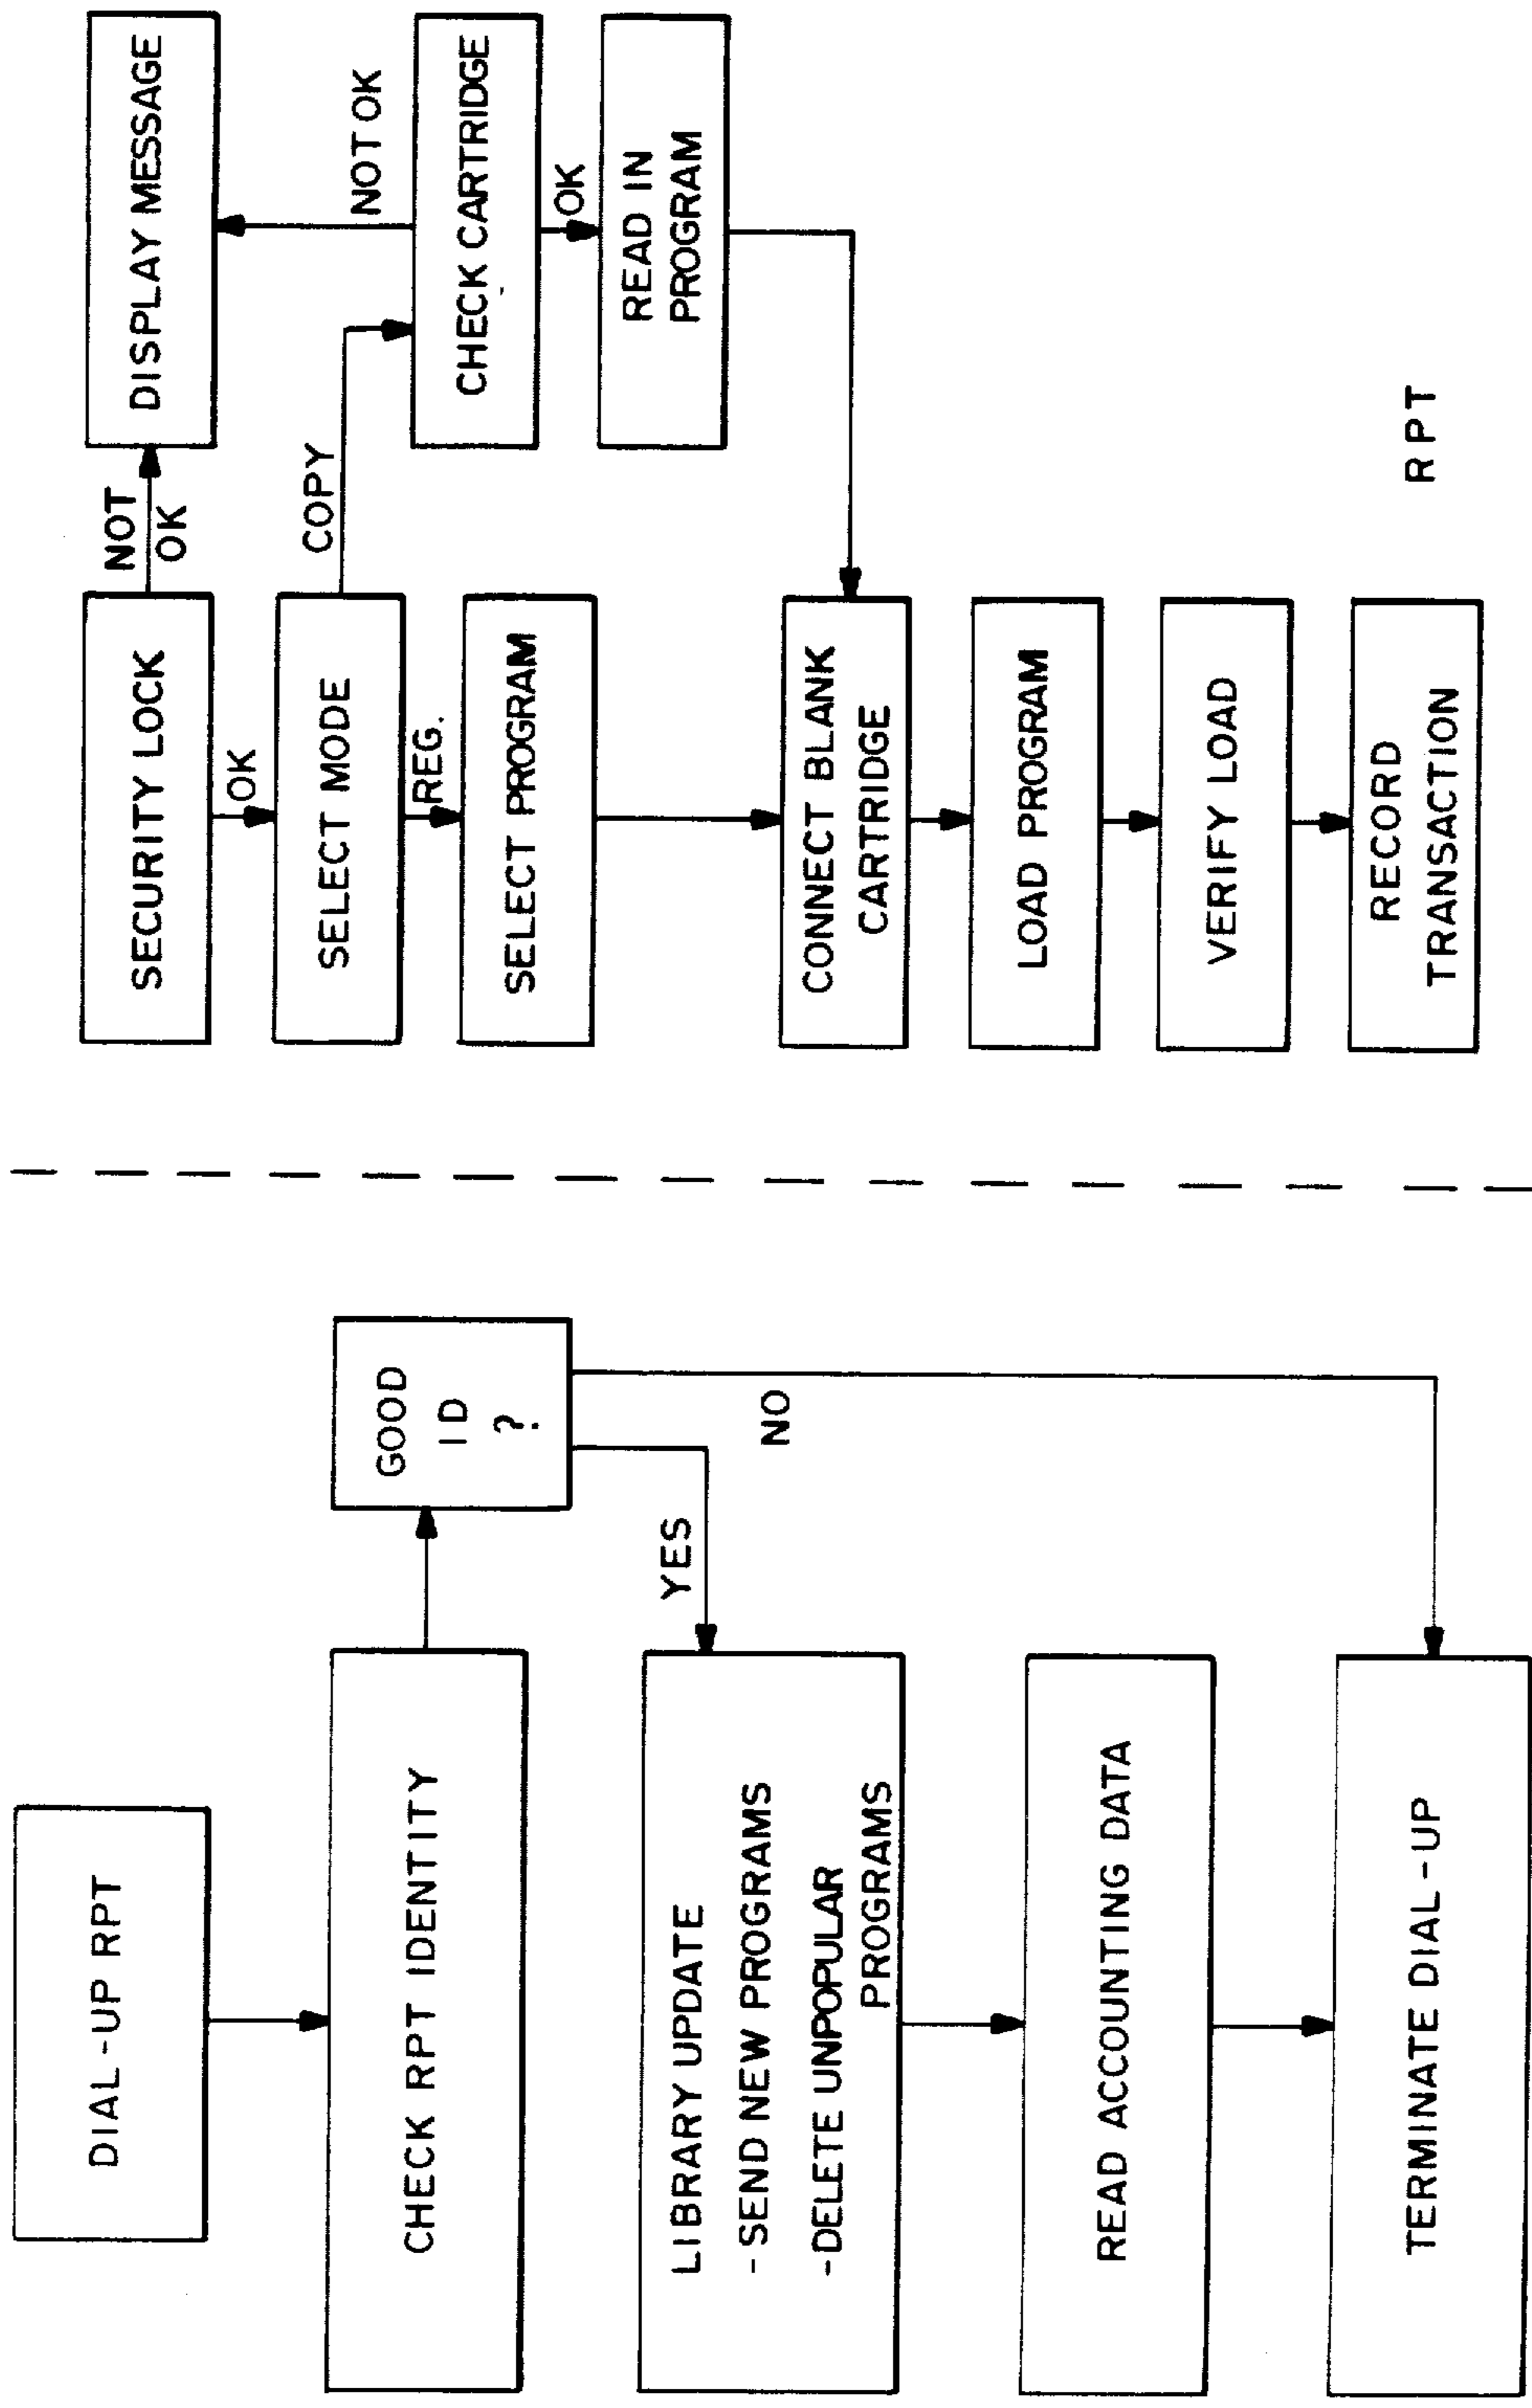 DIAL-UP RPT
CHECK RPT IDENTITY
GOOD
ID
?
YES
NO
LIBRARY UPDATE
-SEND NEW PROGRAMS
-DELETE UNPOPULAR
PROGRAMS
READ ACCOUNTING DATA
TERMINATE DIAL-UP
SECURITY LOCK
NOT
OK
DISPLAY MESSAGE
OK
SELECT MODE
COPY
NOT OK
CHECK CARTRIDGE
REG.
OK
SELECT PROGRAM
READ IN
PROGRAM
CONNECT BLANK
CARTRIDGE
LOAD PROGRAM
VERIFY LOAD
RECORD
TRANSACTION
RPT